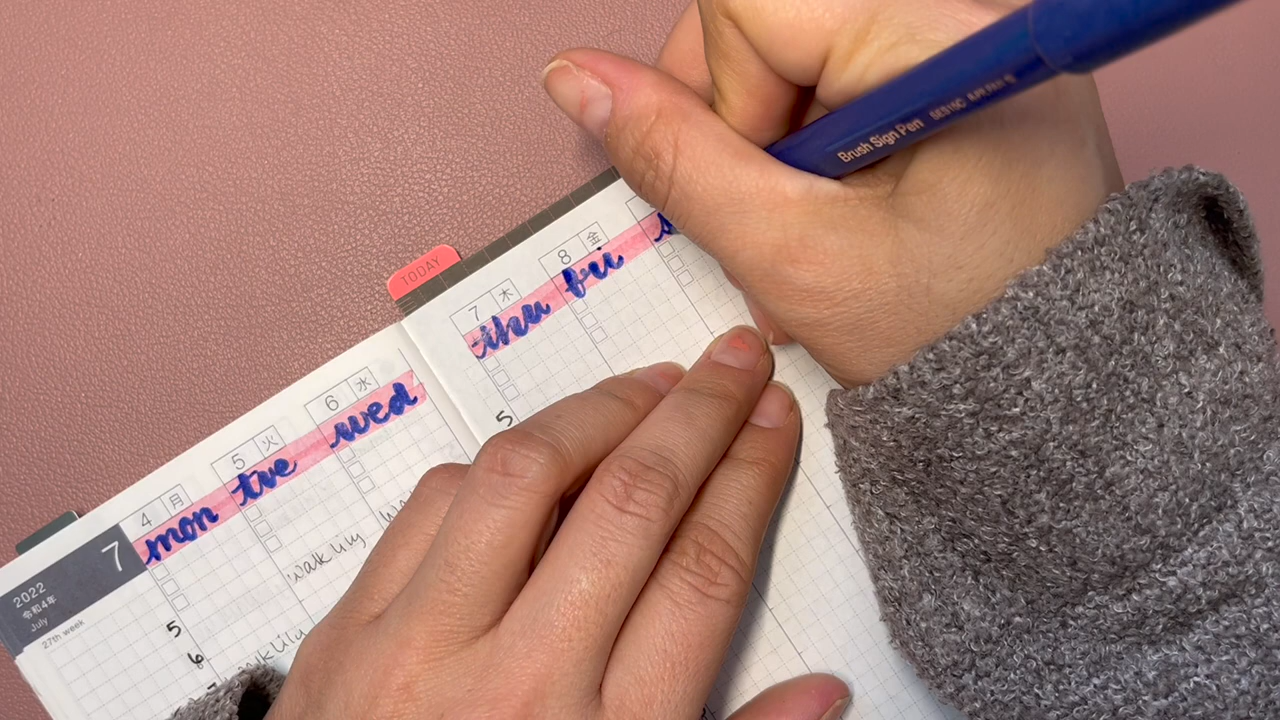 Brush Sign Pen
TODAY
7
2022
令和4年
July
27th week
4 月
mon
5 火
tue
6 水
wed
7 木
thu
8 金
fri
s
5
6
5
walk lily
lily